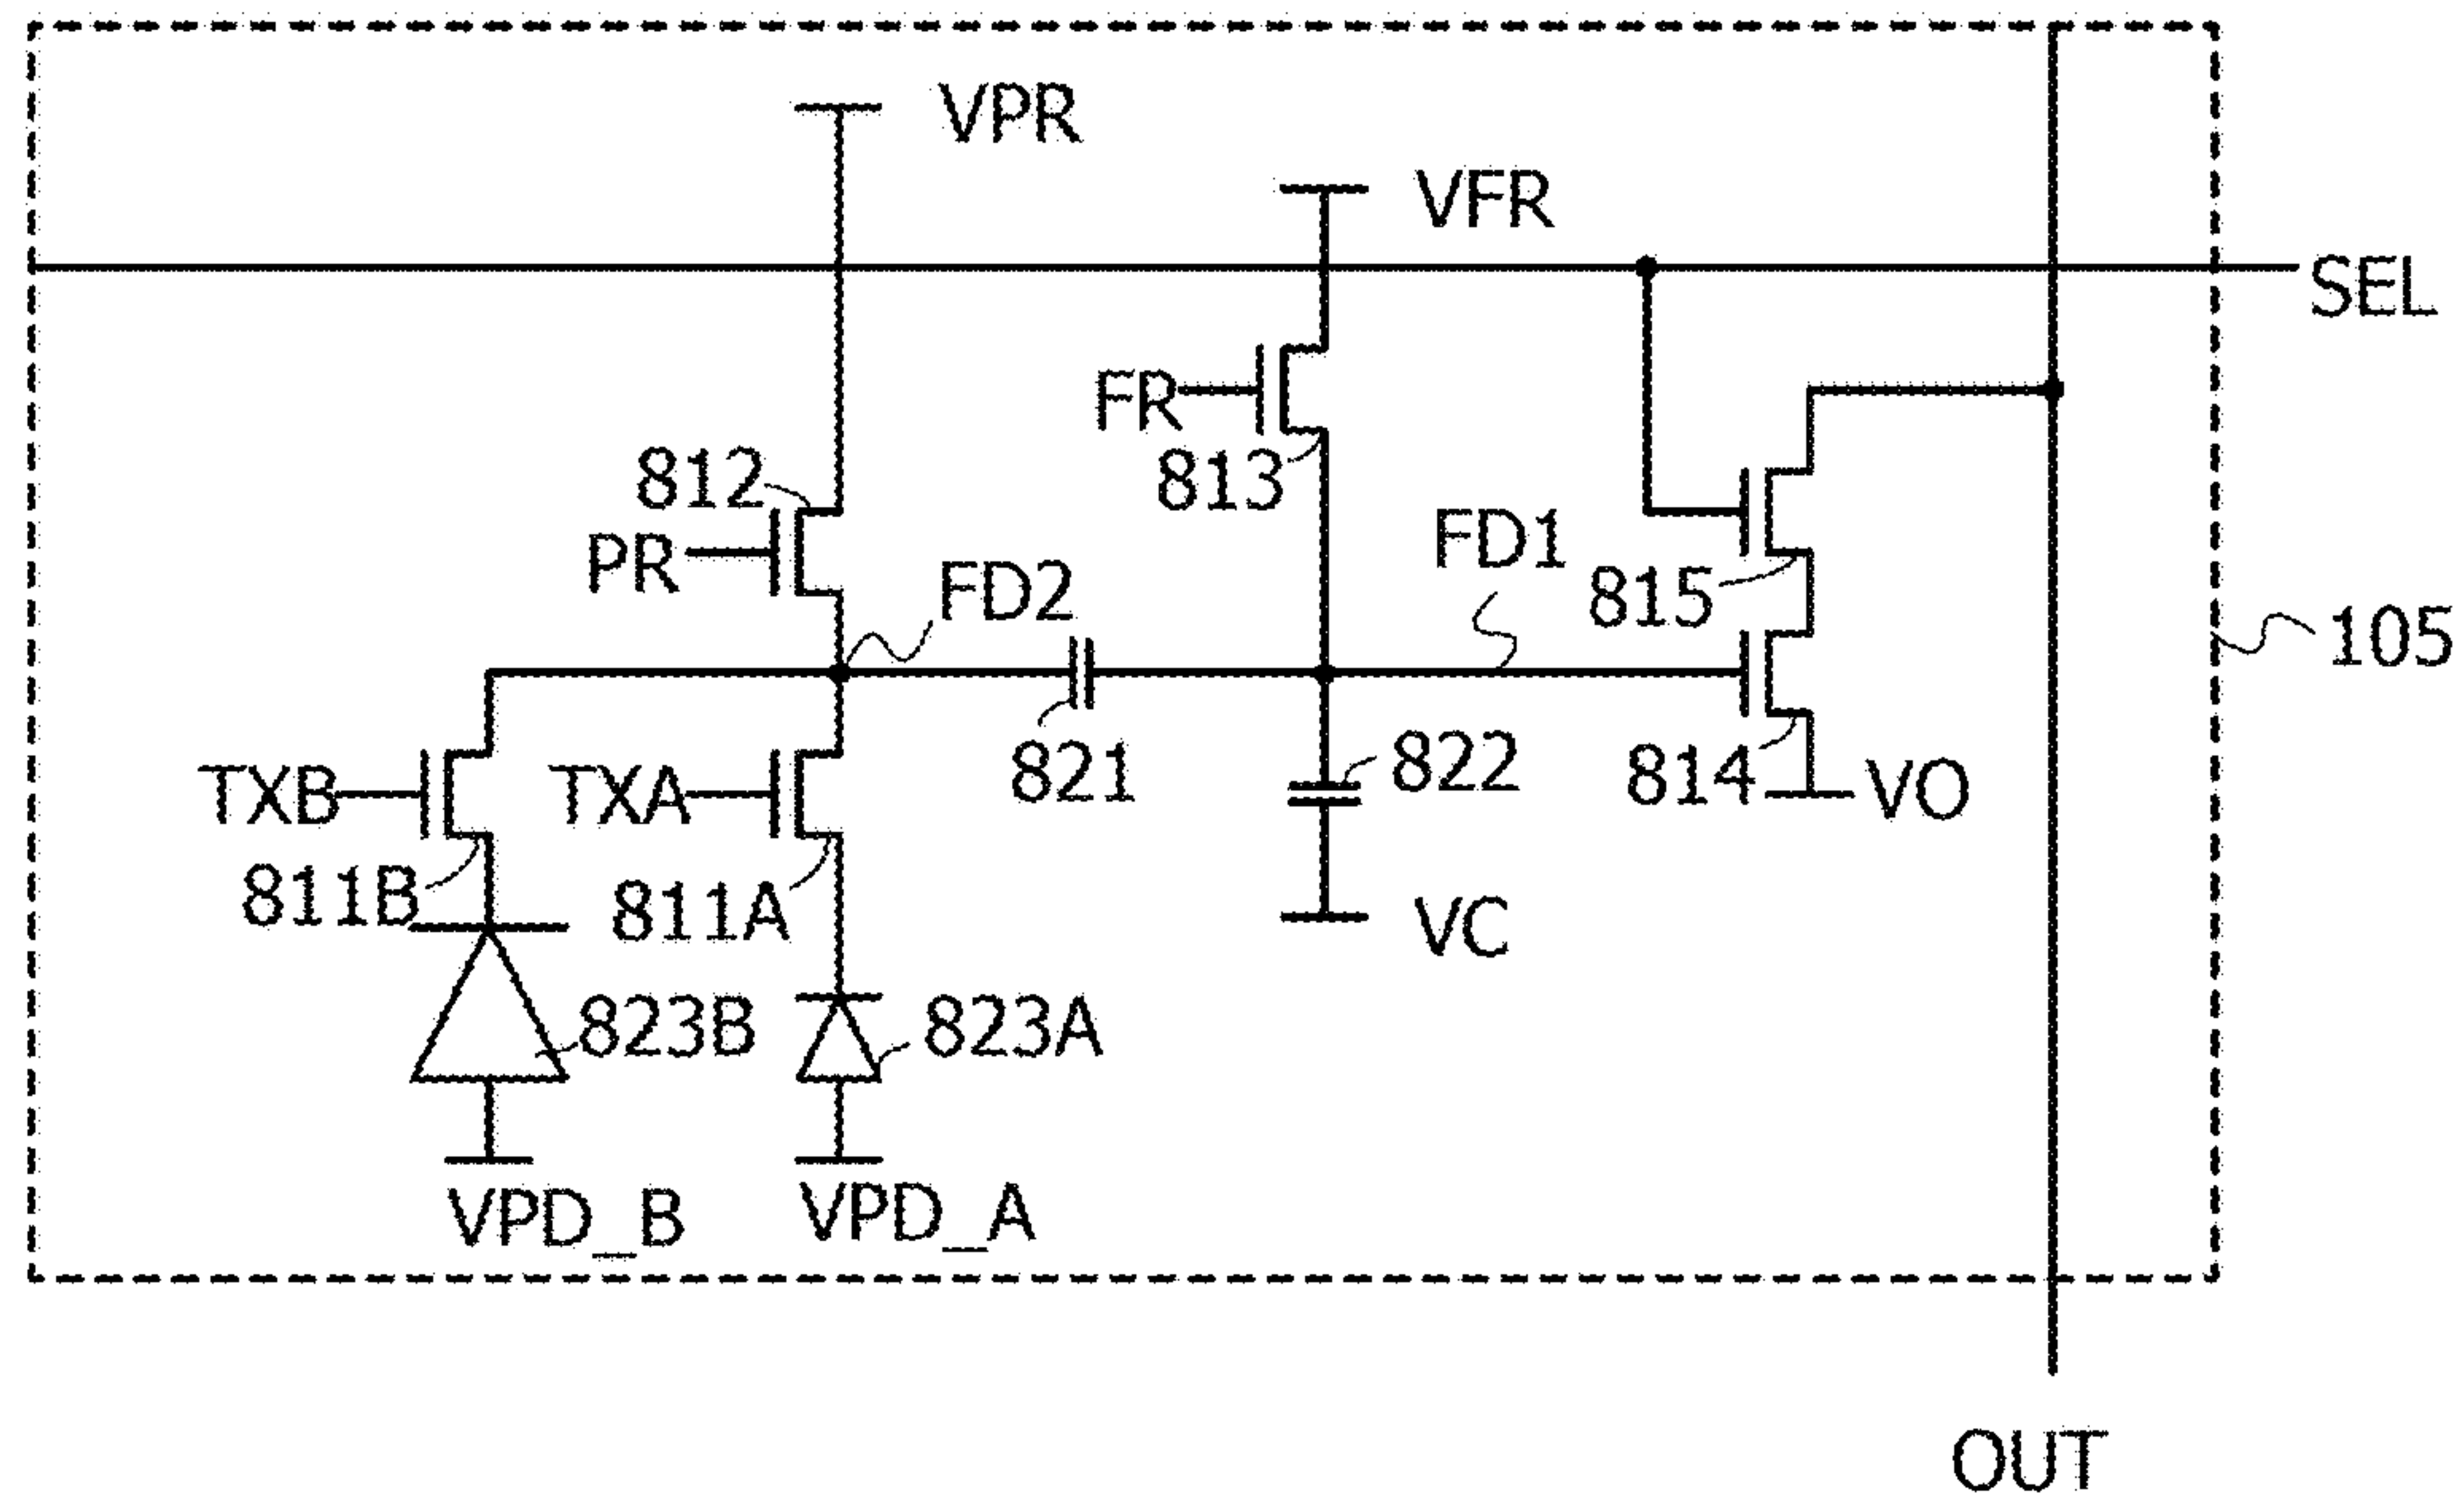 VPR
VFR
SEL
FR
812
813
PR
FD2
FD1
815
105
TXB
TXA
821
822
814
VO
811B
811A
VC
823B
823A
VPD_B
VPD_A
OUT